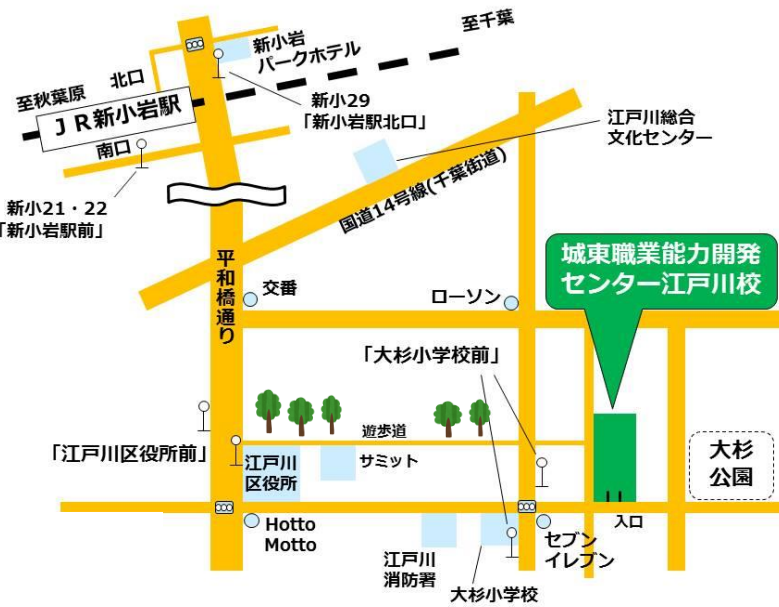 至千葉
新小岩
パークホテル
北口
至秋葉原
JR新小岩駅
南口
新小29
「新小岩駅北口」
江戸川総合
文化センター
国道14号線(千葉街道)
新小21・22
「新小岩駅前」
城東職業能力開発
センター江戸川校
平和橋通り
交番
ローソン
「大杉小学校前」
遊歩道
「江戸川区役所前」
江戸川
区役所
サミット
大杉
公園
入口
Hotto
Motto
江戸川
消防署
大杉小学校
セブン
イレブン